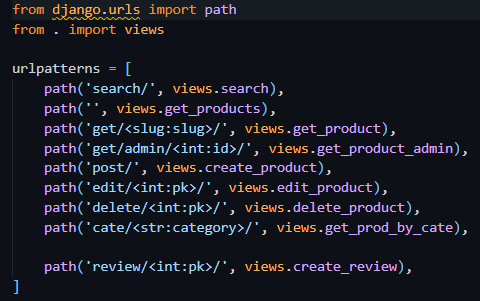 from django.urls import path
from . import views

urlpatterns = [
    path('search/', views.search),
    path('', views.get_products),
    path('get/<slug:slug>/', views.get_product),
    path('get/admin/<int:id>/', views.get_product_admin),
    path('post/', views.create_product),
    path('edit/<int:pk>/', views.edit_product),
    path('delete/<int:pk>/', views.delete_product),
    path('cate/<str:category>/', views.get_prod_by_cate),

    path('review/<int:pk>/', views.create_review),
]